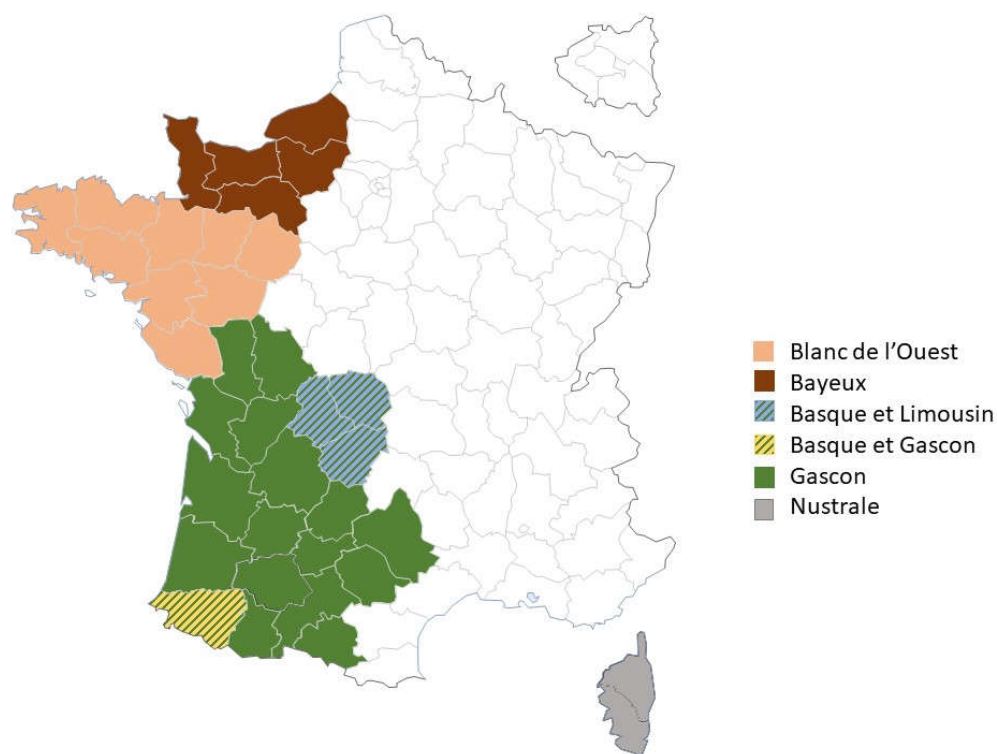 Blanc de l'Ouest
Bayeux
Basque et Limousin
Basque et Gascon
Gascon
Nustrale